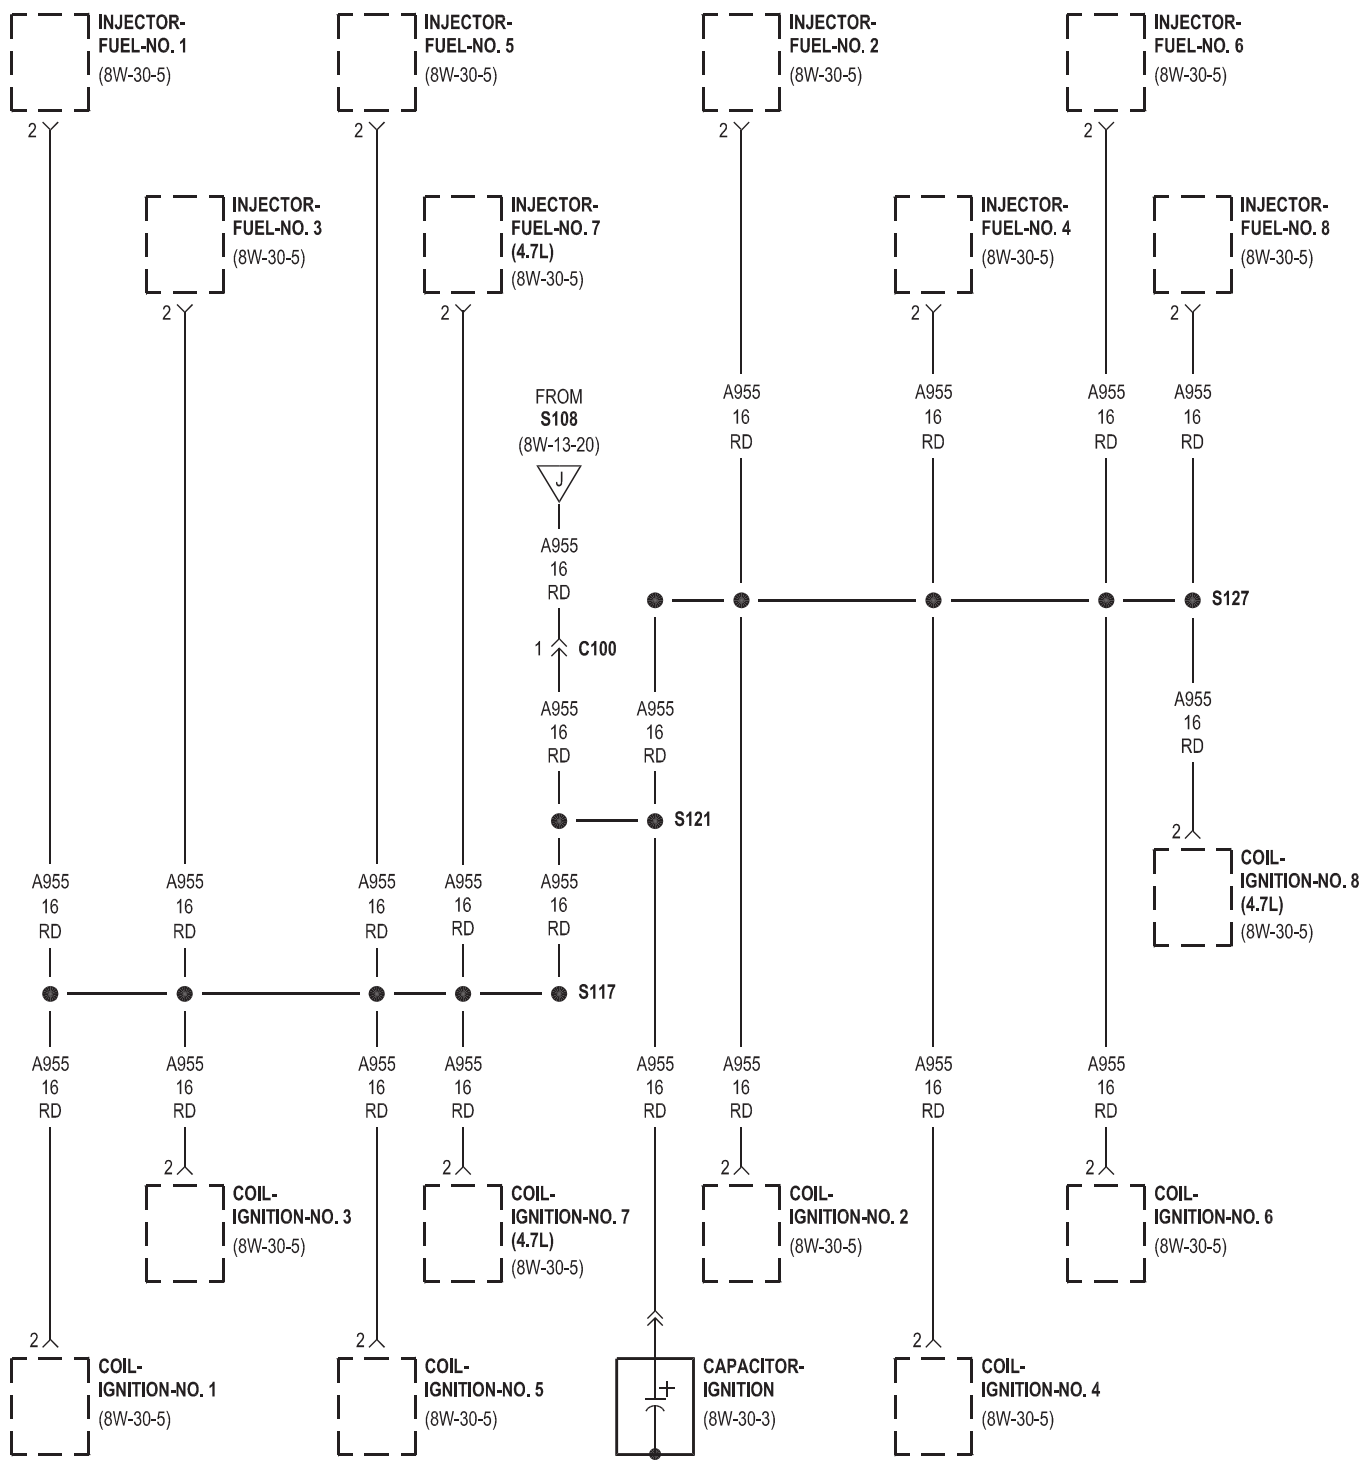 INJECTOR-
FUEL-NO. 1
(8W-30-5)
2
INJECTOR-
FUEL-NO. 5
(8W-30-5)
2
INJECTOR-
FUEL-NO. 2
(8W-30-5)
2
INJECTOR-
FUEL-NO. 6
(8W-30-5)
2
INJECTOR-
FUEL-NO. 3
(8W-30-5)
2
INJECTOR-
FUEL-NO. 7
(4.7L)
(8W-30-5)
2
INJECTOR-
FUEL-NO. 4
(8W-30-5)
2
INJECTOR-
FUEL-NO. 8
(8W-30-5)
2
FROM
S108
(8W-13-20)
J
A955
16
RD
A955
16
RD
A955
16
RD
A955
16
RD
A955
16
RD
S127
1
C100
A955
16
RD
A955
16
RD
A955
16
RD
S121
2
COIL-
IGNITION-NO. 8
(4.7L)
(8W-30-5)
A955
16
RD
A955
16
RD
A955
16
RD
A955
16
RD
A955
16
RD
S117
A955
16
RD
A955
16
RD
A955
16
RD
A955
16
RD
A955
16
RD
A955
16
RD
A955
16
RD
A955
16
RD
2
COIL-
IGNITION-NO. 3
(8W-30-5)
2
COIL-
IGNITION-NO. 7
(4.7L)
(8W-30-5)
2
COIL-
IGNITION-NO. 2
(8W-30-5)
2
COIL-
IGNITION-NO. 6
(8W-30-5)
2
COIL-
IGNITION-NO. 1
(8W-30-5)
2
COIL-
IGNITION-NO. 5
(8W-30-5)
+
CAPACITOR-
IGNITION
(8W-30-3)
2
COIL-
IGNITION-NO. 4
(8W-30-5)